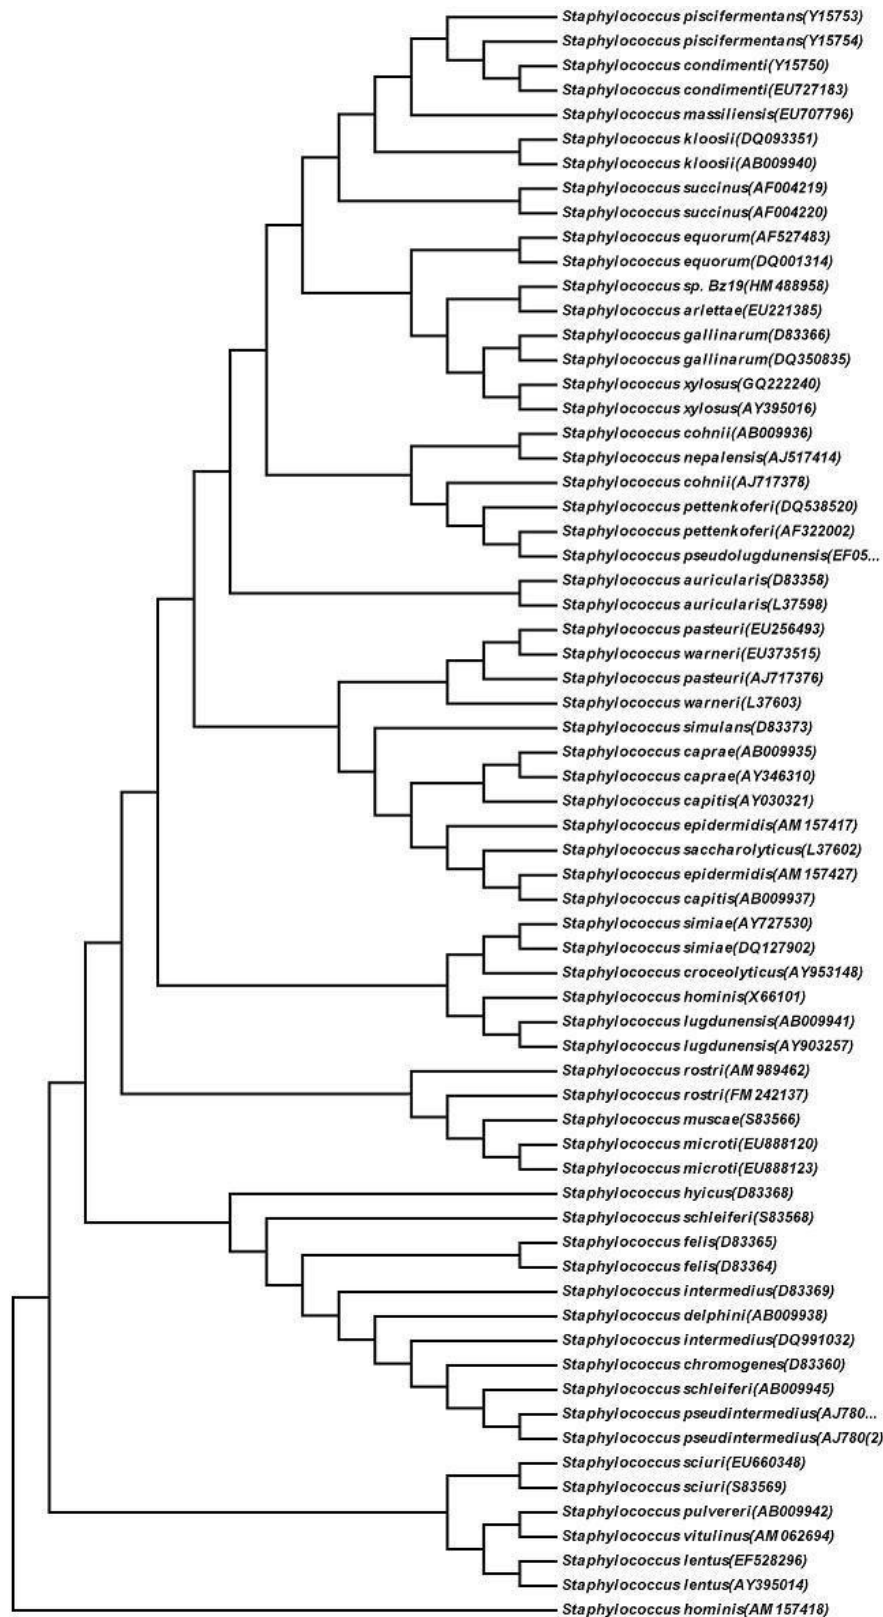 Staphylococcus piscifermentans(Y15753)
Staphylococcus piscifermentans(Y15754)
Staphylococcus condimenti(Y15750)
Staphylococcus condimenti(EU727183)
Staphylococcus massiliensis(EU707796)
Staphylococcus kloosii(DQ093351)
Staphylococcus kloosii(AB009940)
Staphylococcus succinus(AF004219)
Staphylococcus succinus(AF004220)
Staphylococcus equorum(AF527483)
Staphylococcus equorum(DQ001314)
Staphylococcus sp. Bz19(HM488958)
Staphylococcus arlettae(EU221385)
Staphylococcus gallinarum(D83366)
Staphylococcus gallinarum(DQ350835)
Staphylococcus xylosus(GQ222240)
Staphylococcus xylosus(AY395016)
Staphylococcus cohnii(AB009936)
Staphylococcus nepalensis(AJ517414)
Staphylococcus cohnii(AJ717378)
Staphylococcus pettenkoferi(DQ538520)
Staphylococcus pettenkoferi(AF322002)
Staphylococcus pseudolugdunensis(EF05...
Staphylococcus auricularis(D83358)
Staphylococcus auricularis(L37598)
Staphylococcus pasteuri(EU256493)
Staphylococcus warneri(EU373515)
Staphylococcus pasteuri(AJ717376)
Staphylococcus warneri(L37603)
Staphylococcus simulans(D83373)
Staphylococcus caprae(AB009935)
Staphylococcus caprae(AY346310)
Staphylococcus capitis(AY030321)
Staphylococcus epidermidis(AM157417)
Staphylococcus saccharolyticus(L37602)
Staphylococcus epidermidis(AM157427)
Staphylococcus capitis(AB009937)
Staphylococcus simiae(AY727530)
Staphylococcus simiae(DQ127902)
Staphylococcus croceolyticus(AY953148)
Staphylococcus hominis(X66101)
Staphylococcus lugdunensis(AB009941)
Staphylococcus lugdunensis(AY903257)
Staphylococcus rostri(AM989462)
Staphylococcus rostri(FM242137)
Staphylococcus muscae(S83566)
Staphylococcus microti(EU888120)
Staphylococcus microti(EU888123)
Staphylococcus hyicus(D83368)
Staphylococcus schleiferi(S83568)
Staphylococcus felis(D83365)
Staphylococcus felis(D83364)
Staphylococcus intermedius(D83369)
Staphylococcus delphini(AB009938)
Staphylococcus intermedius(DQ991032)
Staphylococcus chromogenes(D83360)
Staphylococcus schleiferi(AB009945)
Staphylococcus pseudintermedius(AJ780...
Staphylococcus pseudintermedius(AJ780(2)
Staphylococcus sciuri(EU660348)
Staphylococcus sciuri(S83569)
Staphylococcus pulvereri(AB009942)
Staphylococcus vitulinus(AM062694)
Staphylococcus lentus(EF528296)
Staphylococcus lentus(AY395014)
Staphylococcus hominis(AM157418)